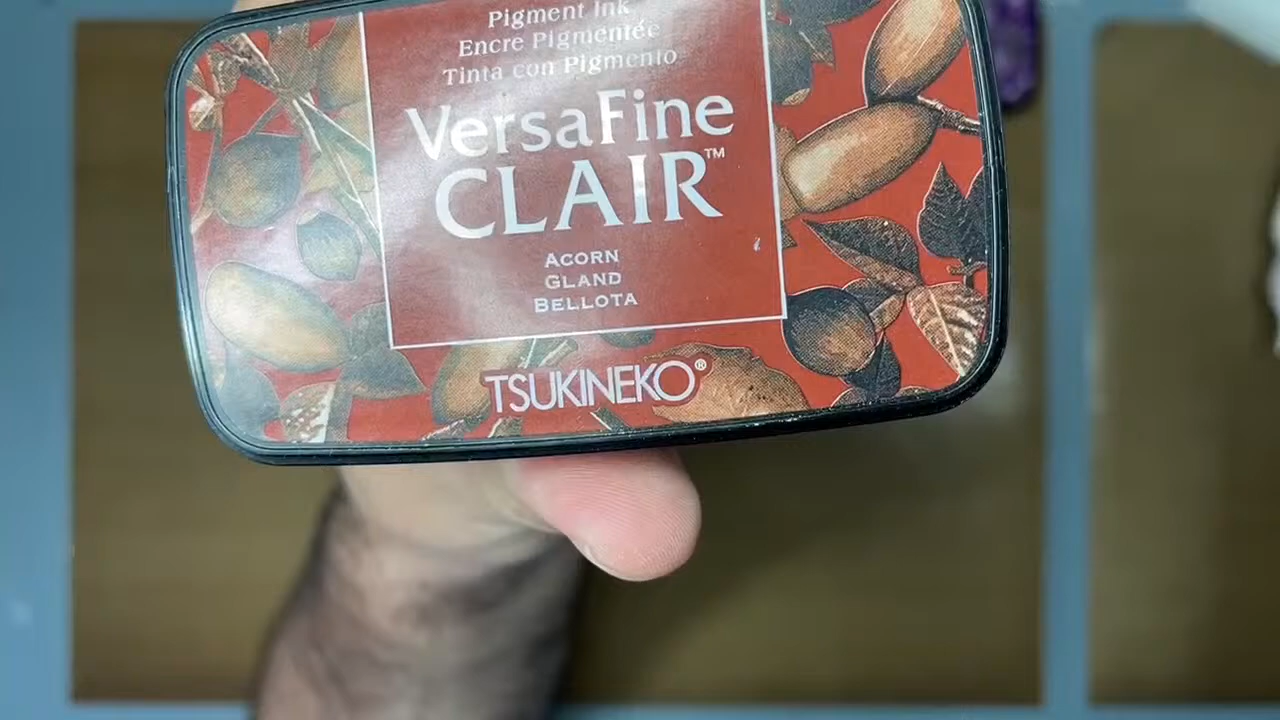 Pigment Ink
Encre Pigmentée
Tinta con Pigmento
VersaFine
CLAIR™
ACORN
GLAND
BELLOTA
TSUKINEKO®